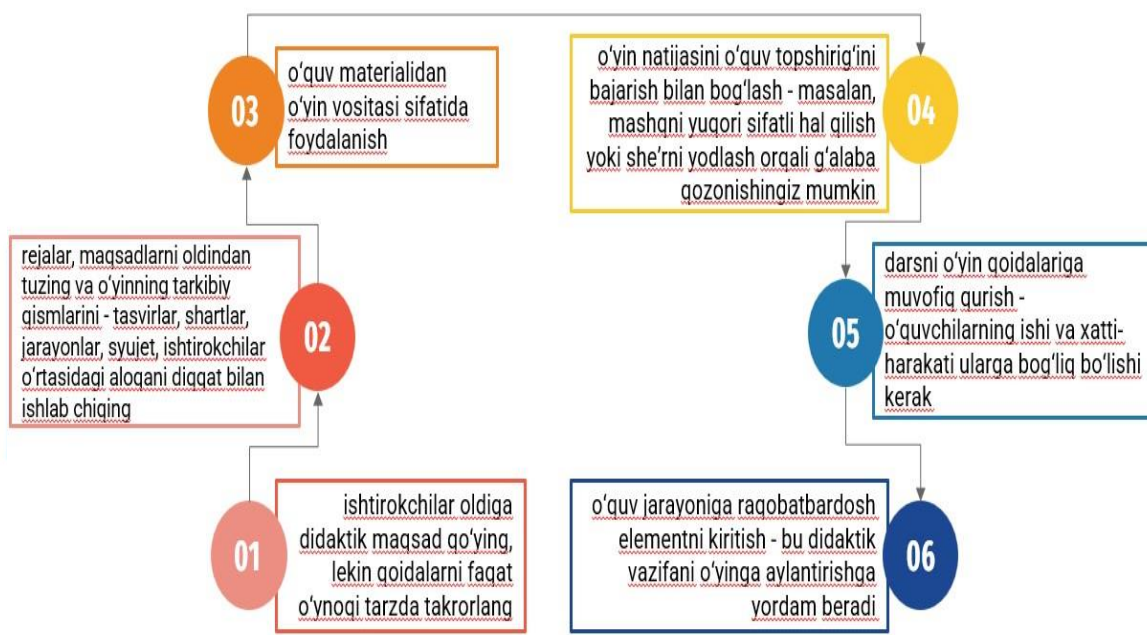 01
ishtirokchilar oldiga
didaktik maqsad qo‘ying,
lekin qoidalarni faqat
o‘ynoqi tarzda takrorlang
02
rejalar, maqsadlarni oldindan
tuzing va o‘yinning tarkibiy
qismlarini - tasvirlar, shartlar,
jarayonlar, syujet, ishtirokchilar
o‘rtasidagi aloqani diqqat bilan
ishlab chiqing
03
o‘quv materialidan
o‘yin vositasi sifatida
foydalanish
04
o‘yin natijasini o‘quv topshirig‘ini
bajarish bilan bog‘lash - masalan,
mashqni yuqori sifatli hal qilish
yoki she’rni yodlash orqali g‘alaba
qozonishingiz mumkin
05
darsni o‘yin qoidalariga
muvofiq qurish -
o‘quvchilarning ishi va xatti-
harakati ularga bog‘liq bo‘lishi
kerak
06
o‘quv jarayoniga raqobatbardosh
elementni kiritish - bu didaktik
vazifani o‘yinga aylantirishga
yordam beradi